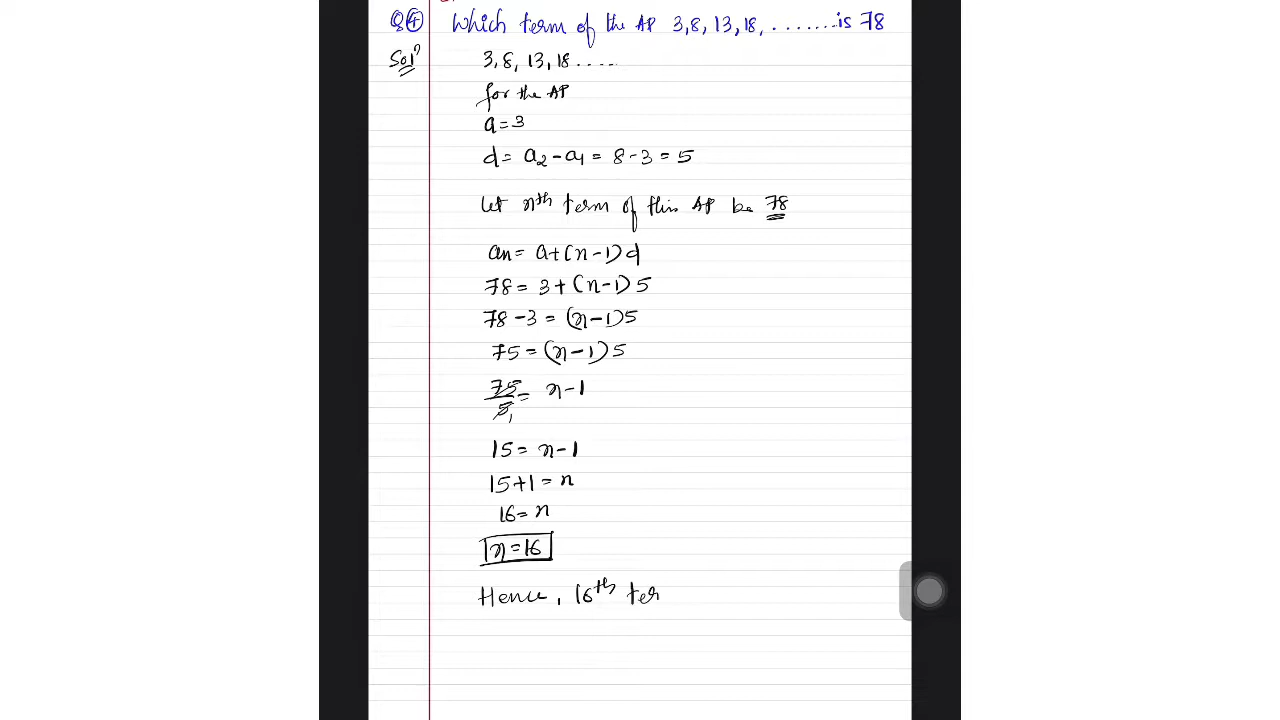 Q④ Which term of the AP 3,8, 13, 18, ........is 78
Solⁿ 3, 8, 13, 18 .....
for the AP
a = 3
d = a₂ - a₁ = 8 - 3 = 5
Let nᵗʰ term of this AP be 78
an = a + (n - 1) d
78 = 3 + (n - 1) 5
78 - 3 = (n - 1) 5
75 = (n - 1) 5
75/5 = n - 1
15 = n - 1
15 + 1 = n
16 = n
n = 16
Hence, 16ᵗʰ ter